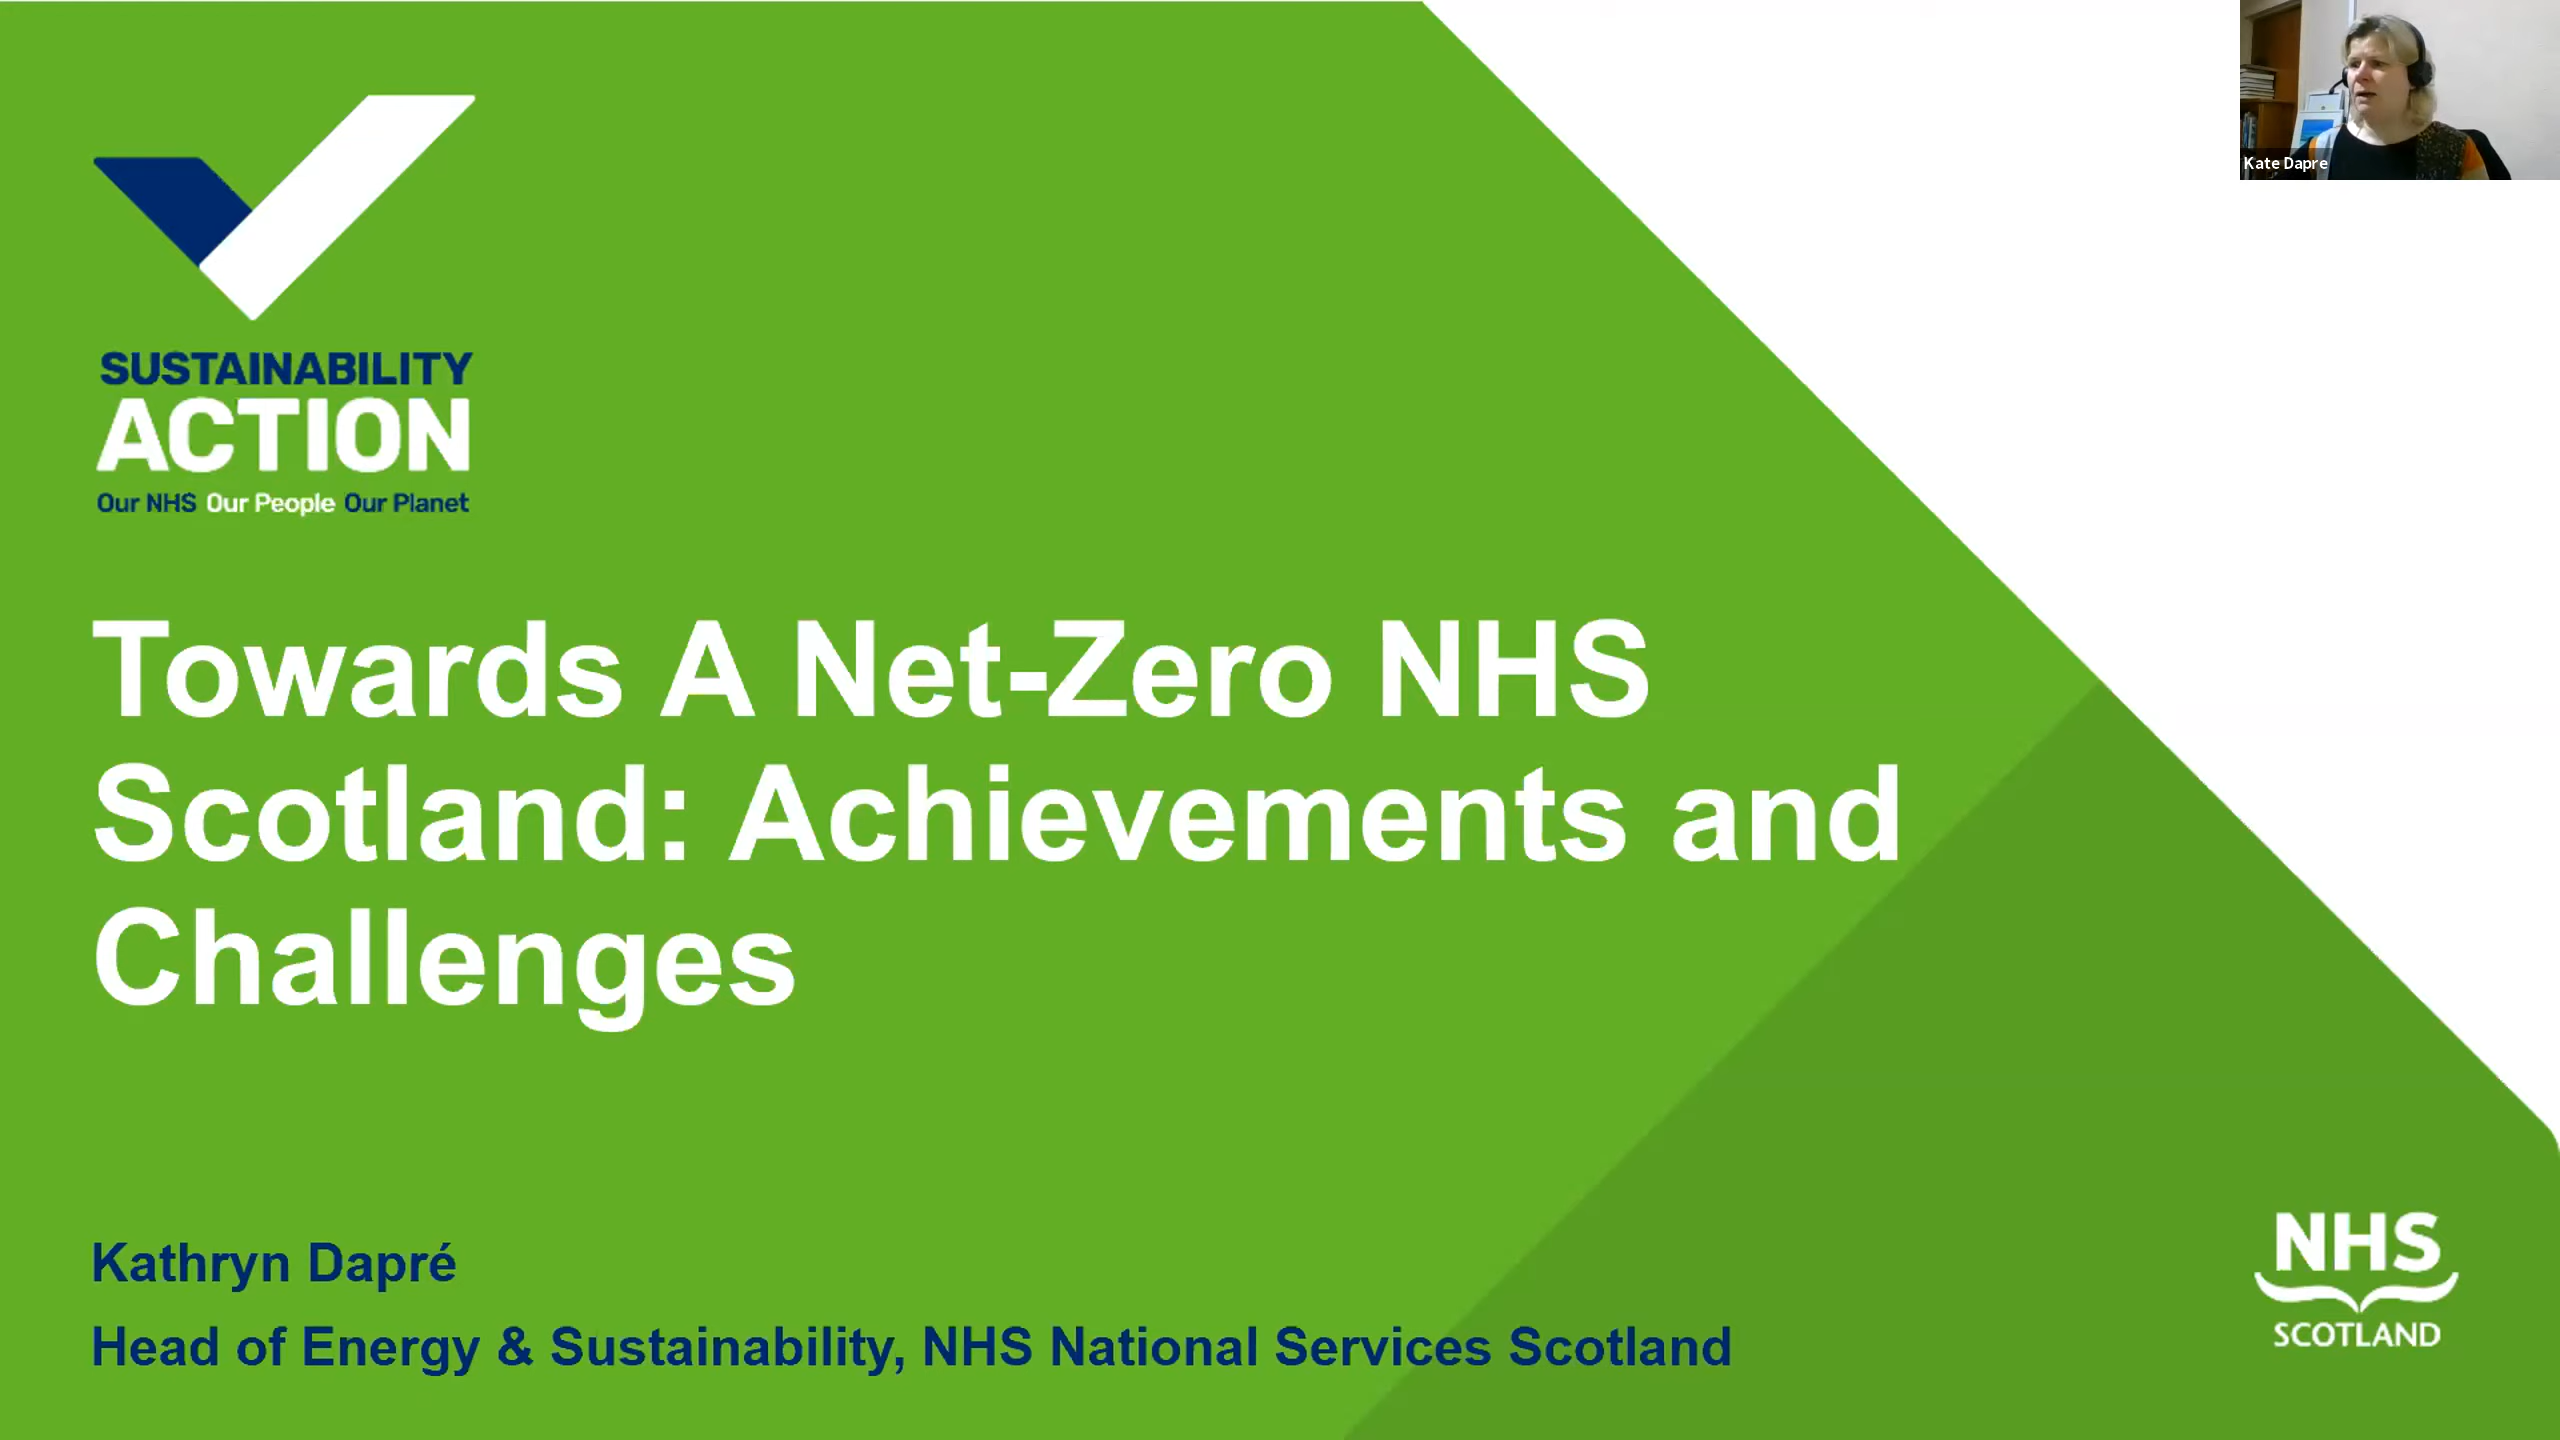 Kate Dapre
SUSTAINABILITY
ACTION
Our NHS Our People Our Planet
Towards A Net-Zero NHS
Scotland: Achievements and
Challenges
Kathryn Dapré
Head of Energy & Sustainability, NHS National Services Scotland
NHS
SCOTLAND